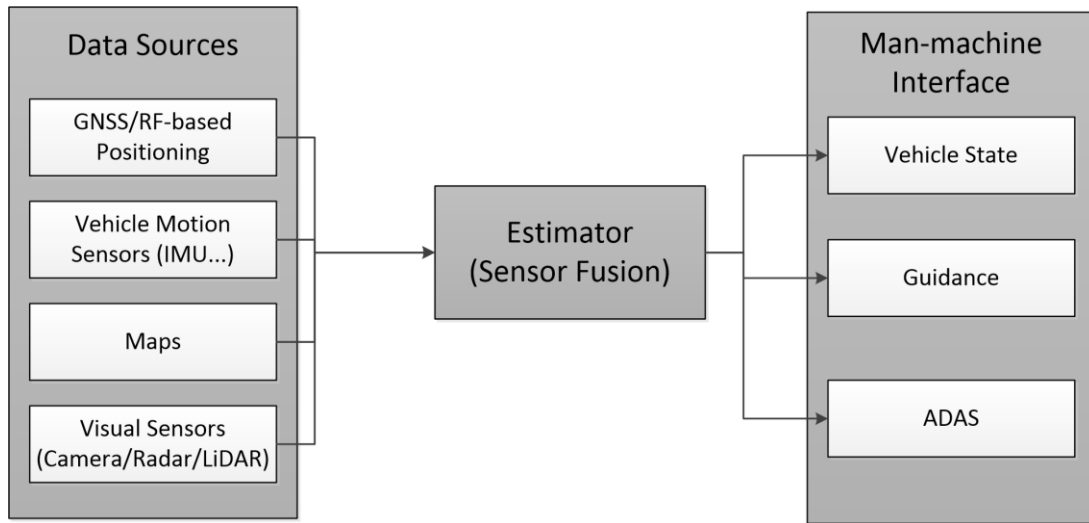 Data Sources
GNSS/RF-based
Positioning
Vehicle Motion
Sensors (IMU...)
Maps
Visual Sensors
(Camera/Radar/LiDAR)
Estimator
(Sensor Fusion)
Man-machine
Interface
Vehicle State
Guidance
ADAS